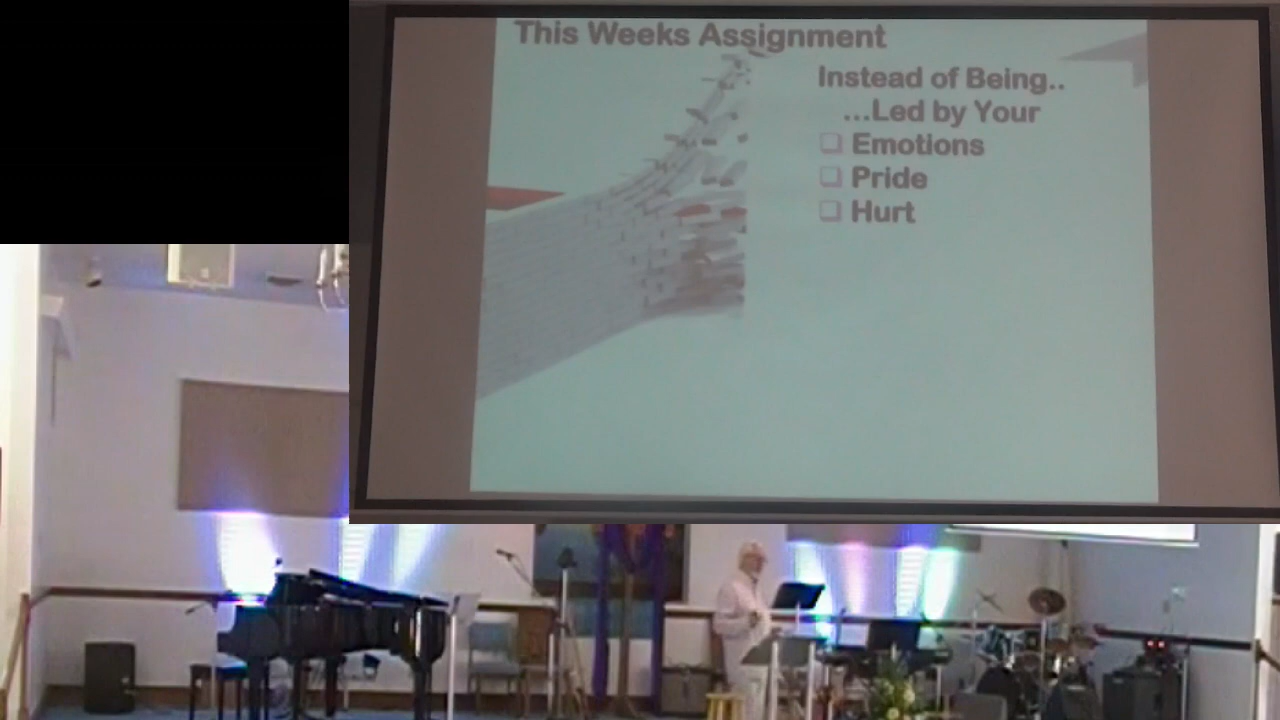 This Weeks Assignment
Instead of Being..
...Led by Your
❑ Emotions
❑ Pride
❑ Hurt